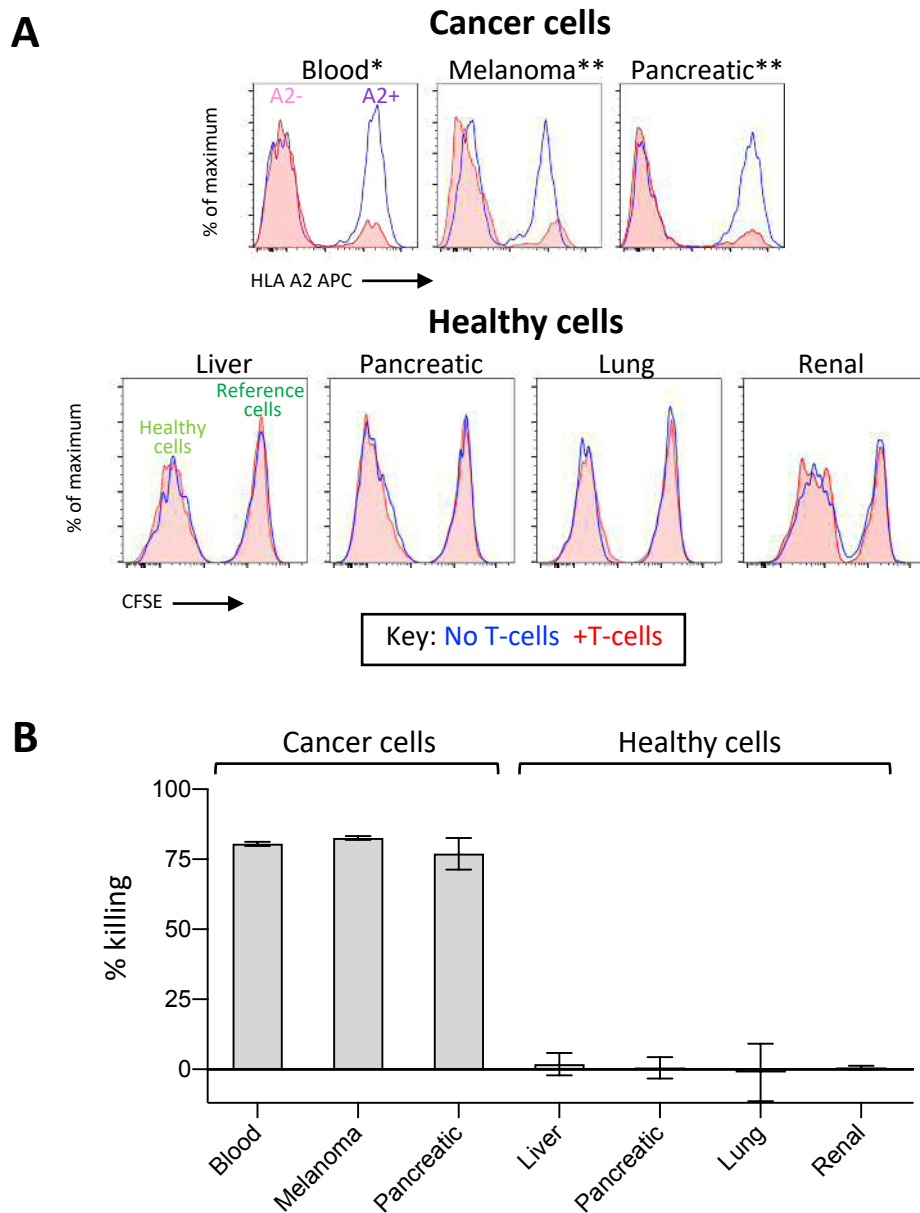 A
Cancer cells
Blood* Melanoma** Pancreatic**
A2- A2+
% of maximum
HLA A2 APC
Healthy cells
Liver Pancreatic Lung Renal
Healthy
cells
Reference
cells
% of maximum
CFSE
Key: No T-cells +T-cells
B
Cancer cells Healthy cells
% killing
100
75
50
25
0
Blood
Melanoma
Pancreatic
Liver
Pancreatic
Lung
Renal